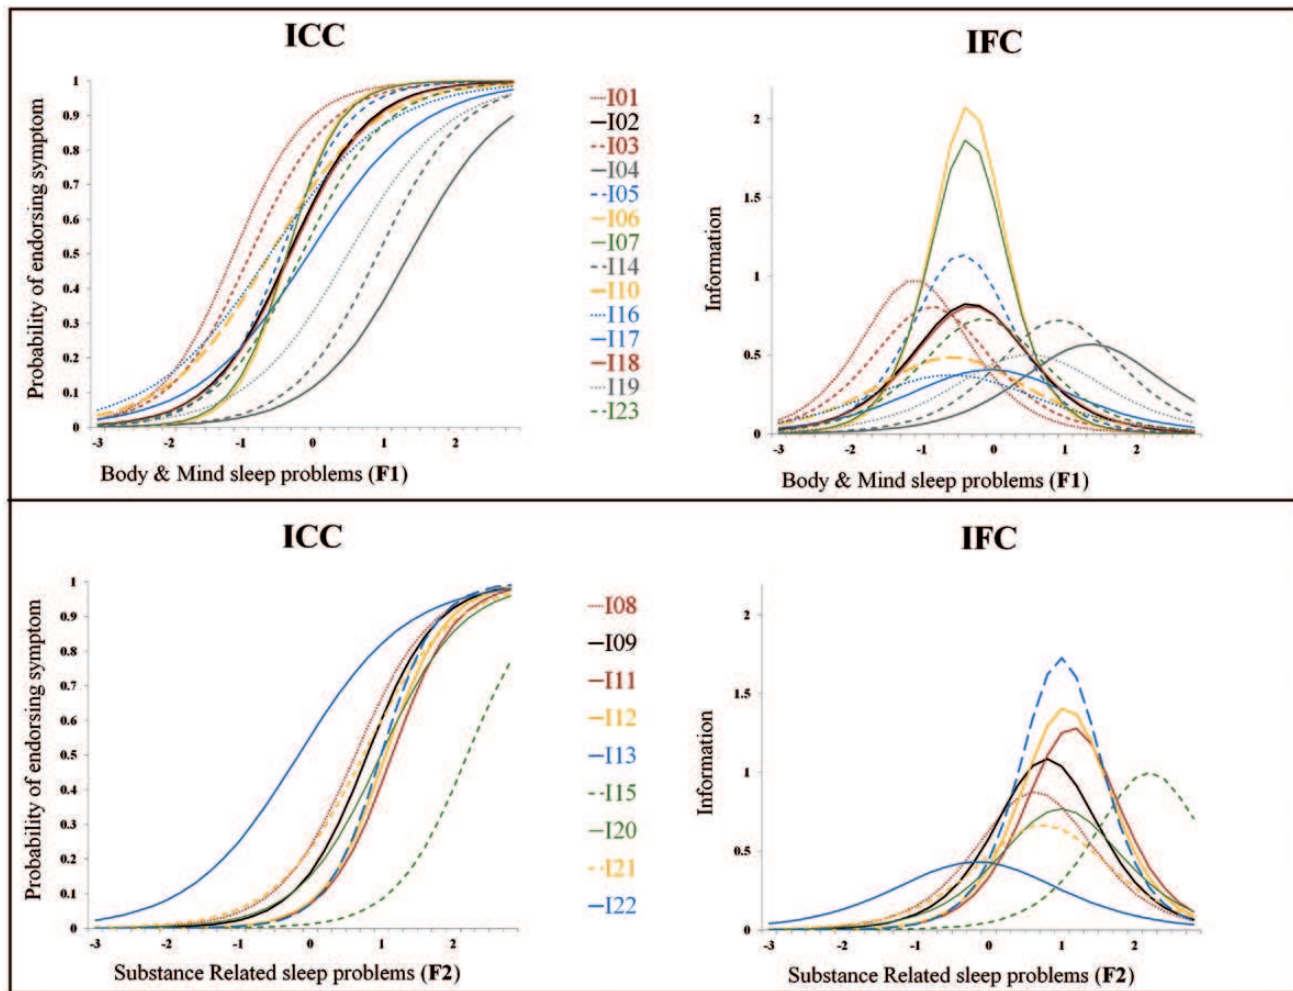 ICC
Probability of endorsing symptom
1
0.9
0.8
0.7
0.6
0.5
0.4
0.3
0.2
0.1
0
-3 -2 -1 0 1 2
Body & Mind sleep problems (F1)
I01
I02
I03
I04
I05
I06
I07
I14
I10
I16
I17
I18
I19
I23
IFC
Information
2
1.5
1
0.5
0
-3 -2 -1 0 1 2
Body & Mind sleep problems (F1)
ICC
Probability of endorsing symptom
1
0.9
0.8
0.7
0.6
0.5
0.4
0.3
0.2
0.1
0
-3 -2 -1 0 1 2
Substance Related sleep problems (F2)
I08
I09
I11
I12
I13
I15
I20
I21
I22
IFC
Information
2
1.5
1
0.5
0
-3 -2 -1 0 1 2
Substance Related sleep problems (F2)